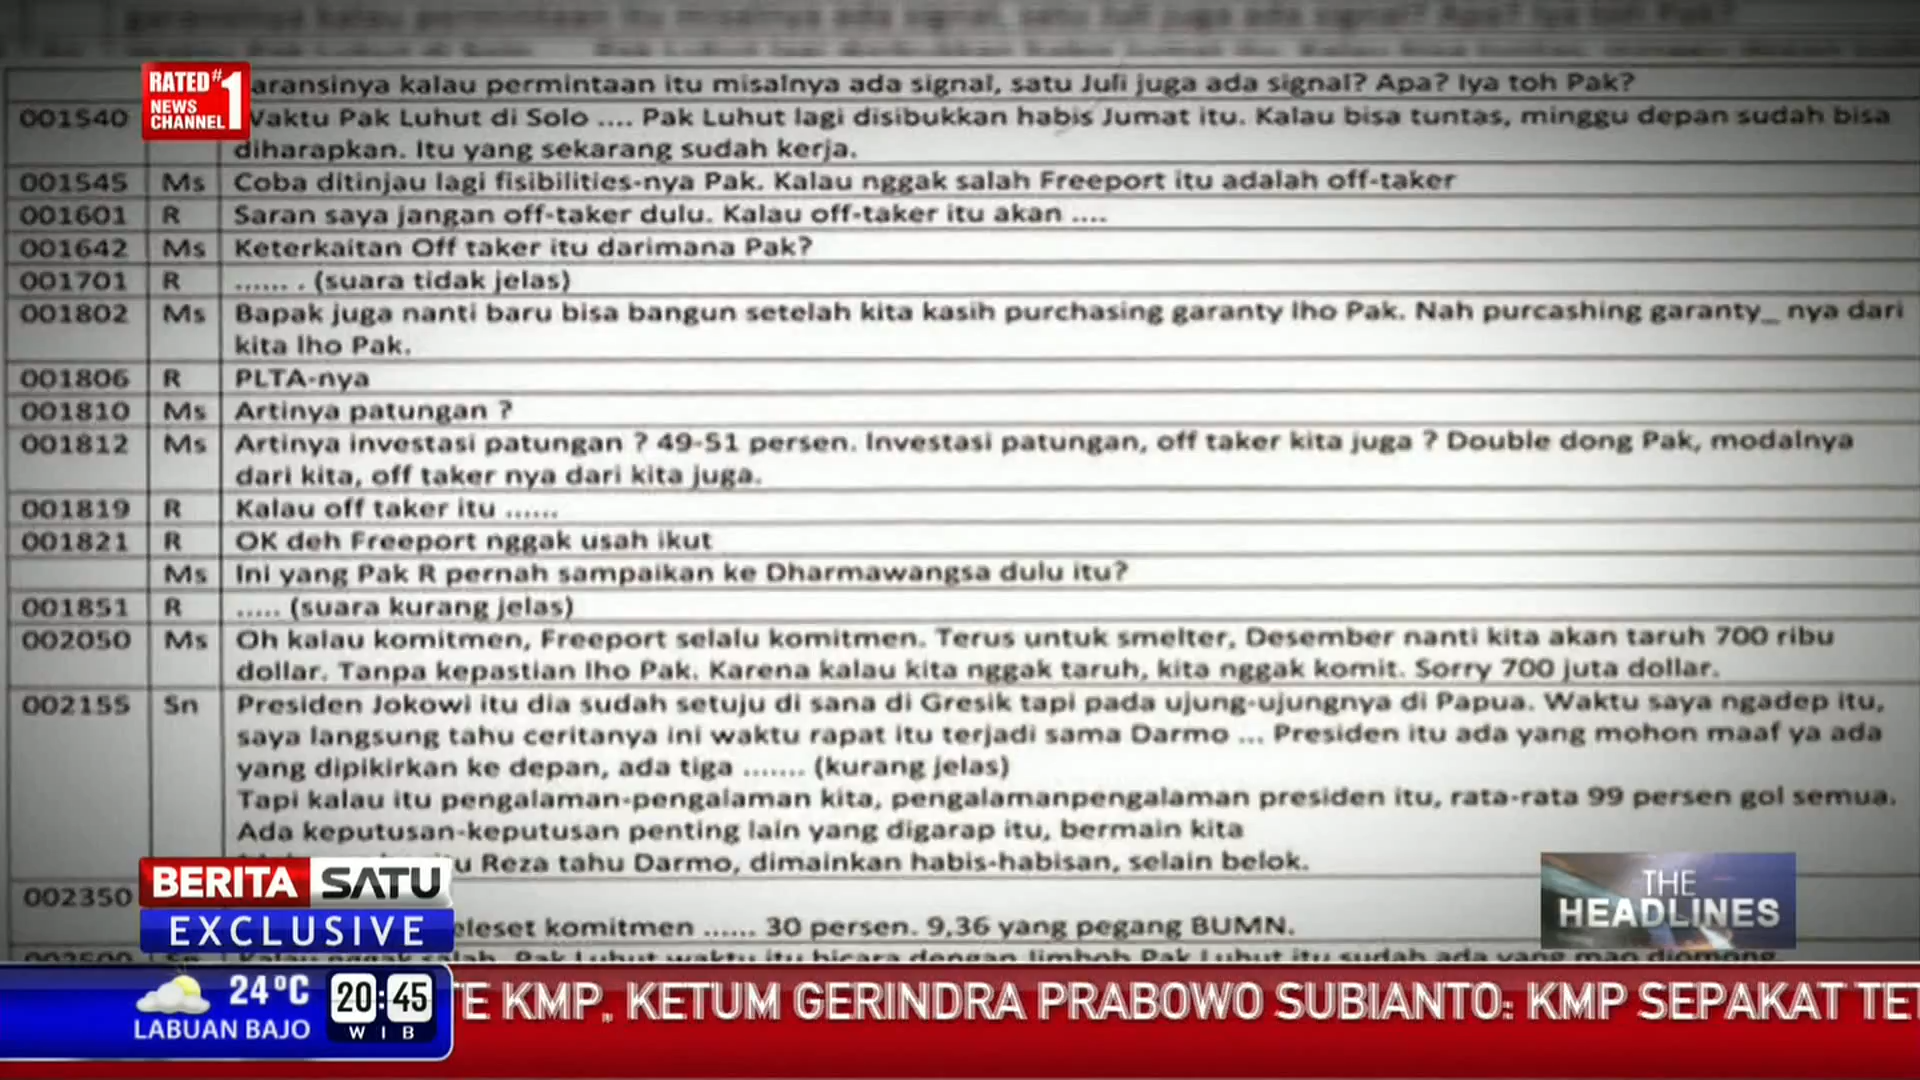 aransinya kalau permintaan itu misalnya ada signal, satu Juli juga ada signal? Apa? Iya toh Pak?
001540 Waktu Pak Luhut di Solo .... Pak Luhut lagi disibukkan habis Jumat itu. Kalau bisa tuntas, minggu depan sudah bisa
diharapkan. Itu yang sekarang sudah kerja.
001545 Ms Coba ditinjau lagi fisibilities-nya Pak. Kalau nggak salah Freeport itu adalah off-taker
001601 R Saran saya jangan off-taker dulu. Kalau off-taker itu akan ....
001642 Ms Keterkaitan Off taker itu darimana Pak?
001701 R ...... . (suara tidak jelas)
001802 Ms Bapak juga nanti baru bisa bangun setelah kita kasih purchasing garanty lho Pak. Nah purcashing garanty_ nya dari
kita lho Pak.
001806 R PLTA-nya
001810 Ms Artinya patungan ?
001812 Ms Artinya investasi patungan ? 49-51 persen. Investasi patungan, off taker kita juga ? Double dong Pak, modalnya
dari kita, off taker nya dari kita juga.
001819 R Kalau off taker itu ......
001821 R OK deh Freeport nggak usah ikut
Ms Ini yang Pak R pernah sampaikan ke Dharmawangsa dulu itu?
001851 R ..... (suara kurang jelas)
002050 Ms Oh kalau komitmen, Freeport selalu komitmen. Terus untuk smelter, Desember nanti kita akan taruh 700 ribu
dollar. Tanpa kepastian lho Pak. Karena kalau kita nggak taruh, kita nggak komit. Sorry 700 juta dollar.
002155 Sn Presiden Jokowi itu dia sudah setuju di sana di Gresik tapi pada ujung-ujungnya di Papua. Waktu saya ngadep itu,
saya langsung tahu ceritanya ini waktu rapat itu terjadi sama Darmo ... Presiden itu ada yang mohon maaf ya ada
yang dipikirkan ke depan, ada tiga ....... (kurang jelas)
Tapi kalau itu pengalaman-pengalaman kita, pengalamanpengalaman presiden itu, rata-rata 99 persen gol semua.
Ada keputusan-keputusan penting lain yang digarap itu, bermain kita
Reza tahu Darmo, dimainkan habis-habisan, selain belok.
002350
eleset komitmen ...... 30 persen. 9,36 yang pegang BUMN.
RATED #1
NEWS
CHANNEL
BERITA SATU
EXCLUSIVE
THE
HEADLINES
24°C
LABUAN BAJO
20:45
WIB
TE KMP, KETUM GERINDRA PRABOWO SUBIANTO: KMP SEPAKAT TE